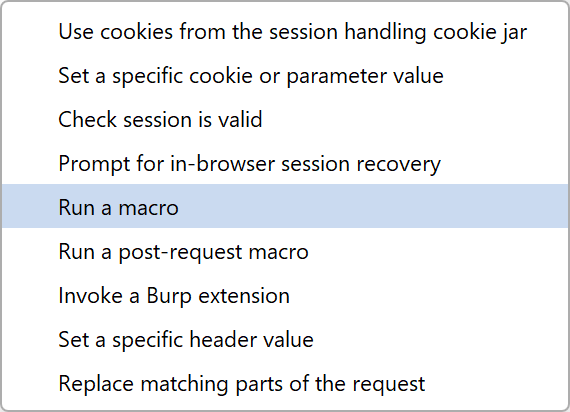 Use cookies from the session handling cookie jar
Set a specific cookie or parameter value
Check session is valid
Prompt for in-browser session recovery
Run a macro
Run a post-request macro
Invoke a Burp extension
Set a specific header value
Replace matching parts of the request